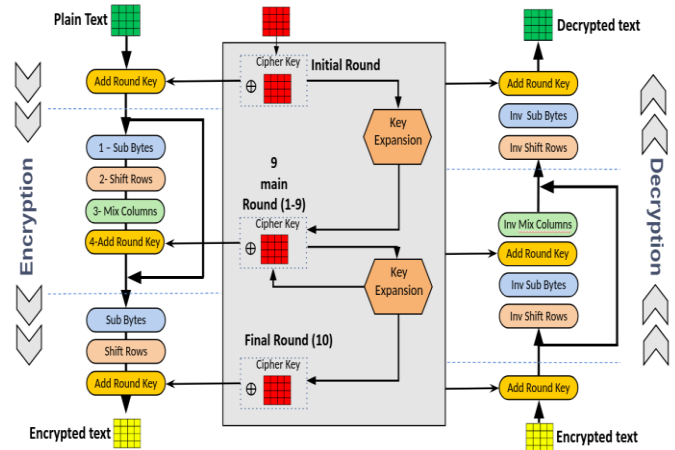 Plain Text
Add Round Key
Encryption
1 – Sub Bytes
2- Shift Rows
3- Mix Columns
4-Add Round Key
Sub Bytes
Shift Rows
Add Round Key
Encrypted text
Cipher Key
Initial Round
⊕
Key
Expansion
9
main
Round (1-9)
Cipher Key
⊕
Key
Expansion
Final Round (10)
Cipher Key
⊕
Decrypted text
Add Round Key
Inv Sub Bytes
Inv Shift Rows
Inv Mix Columns
Add Round Key
Inv Sub Bytes
Inv Shift Rows
Add Round Key
Encrypted text
Decryption